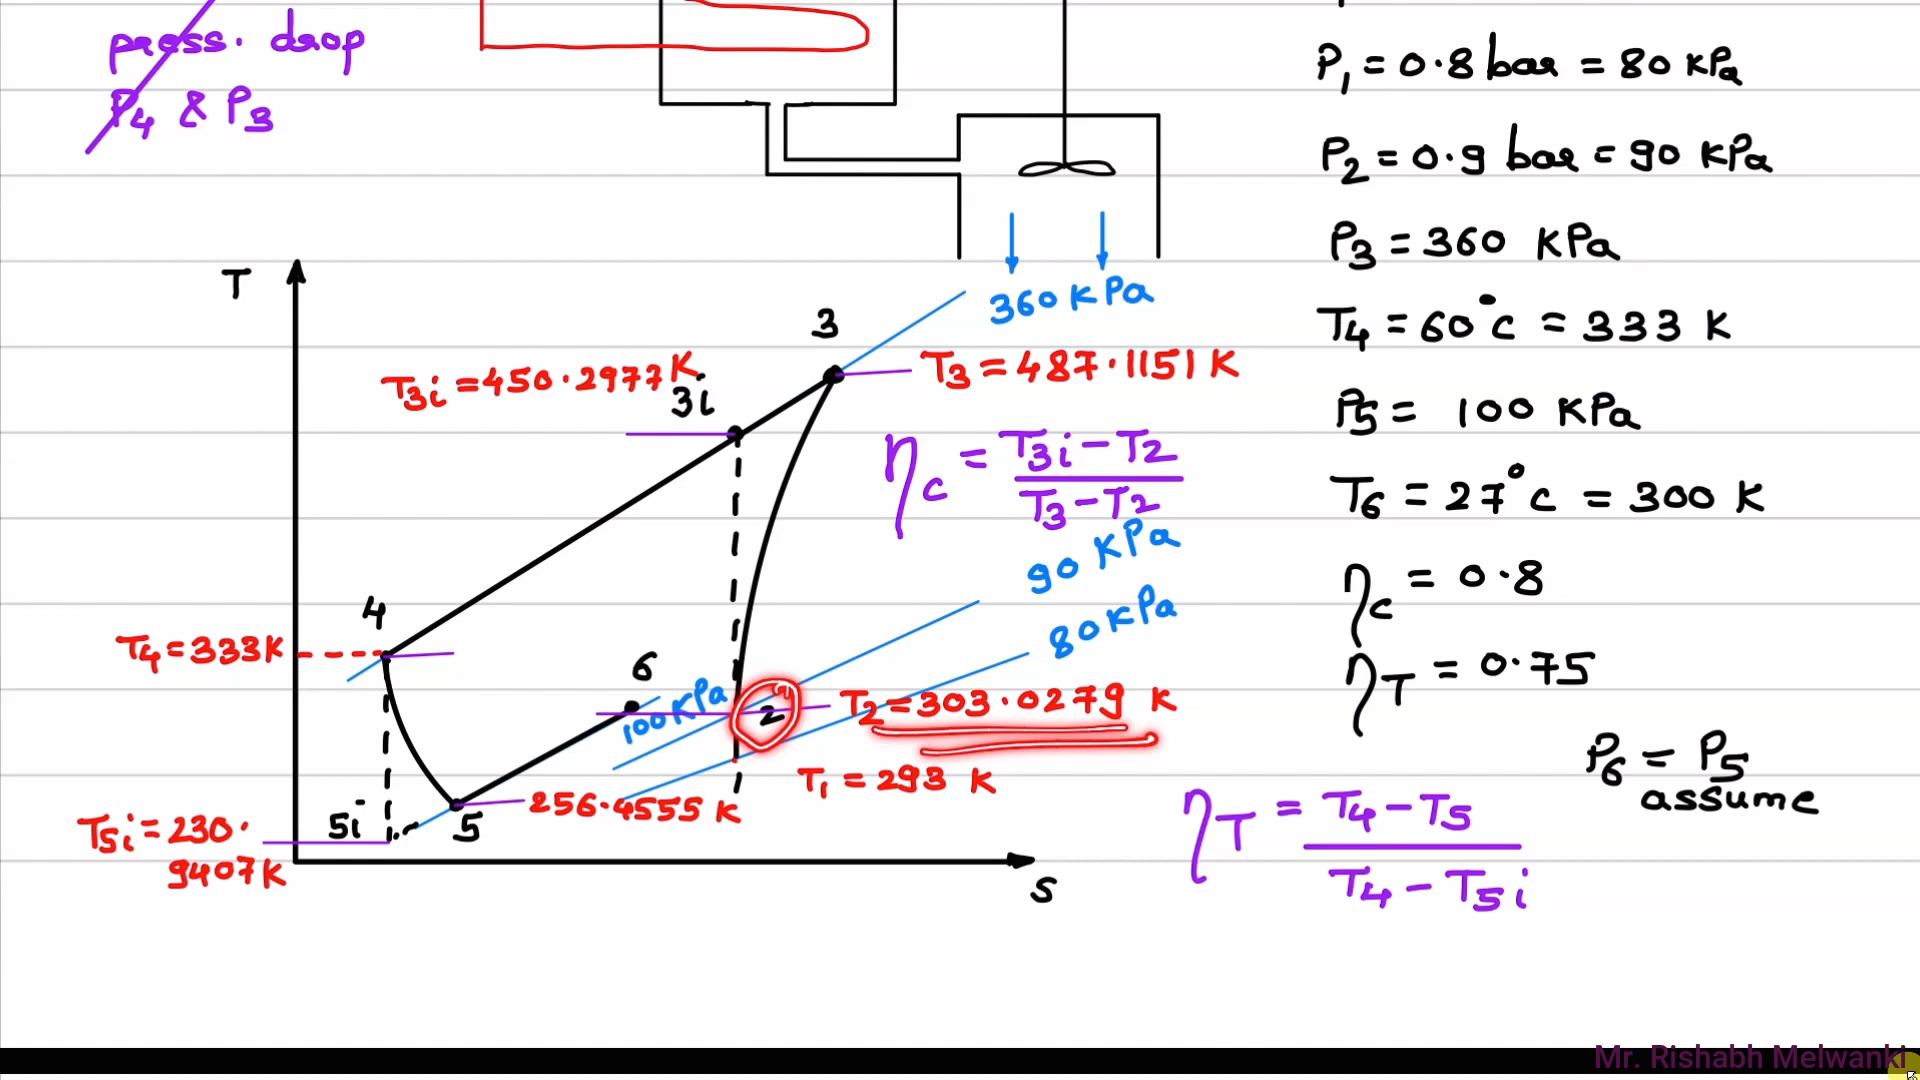 press. drop
P4 & P3
P1 = 0.8 bar = 80 kPa
P2 = 0.9 bar = 90 kPa
P3 = 360 kPa
T4 = 60°c = 333 K
P5 = 100 kPa
T6 = 27°c = 300 K
ηc = 0.8
ηT = 0.75
P6 = P5
assume
T
360 kPa
3
T3i = 450.2977 K
3i
T3 = 487.1151 K
ηc = T3i - T2
T3 - T2
90 kPa
80 kPa
4
T4 = 333K
6
100 kPa
2
T2 = 303.0279 K
T1 = 293 K
256.4555 K
5i
5
T5i = 230.
9407 K
S
ηT = T4 - T5
T4 - T5i
Mr. Rishabh Melwanki